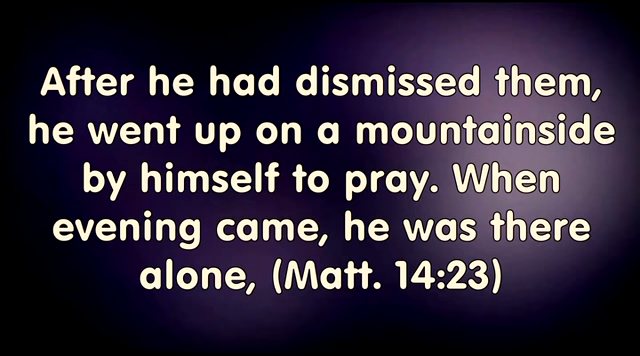 After he had dismissed them,
he went up on a mountainside
by himself to pray. When
evening came, he was there
alone, (Matt. 14:23)